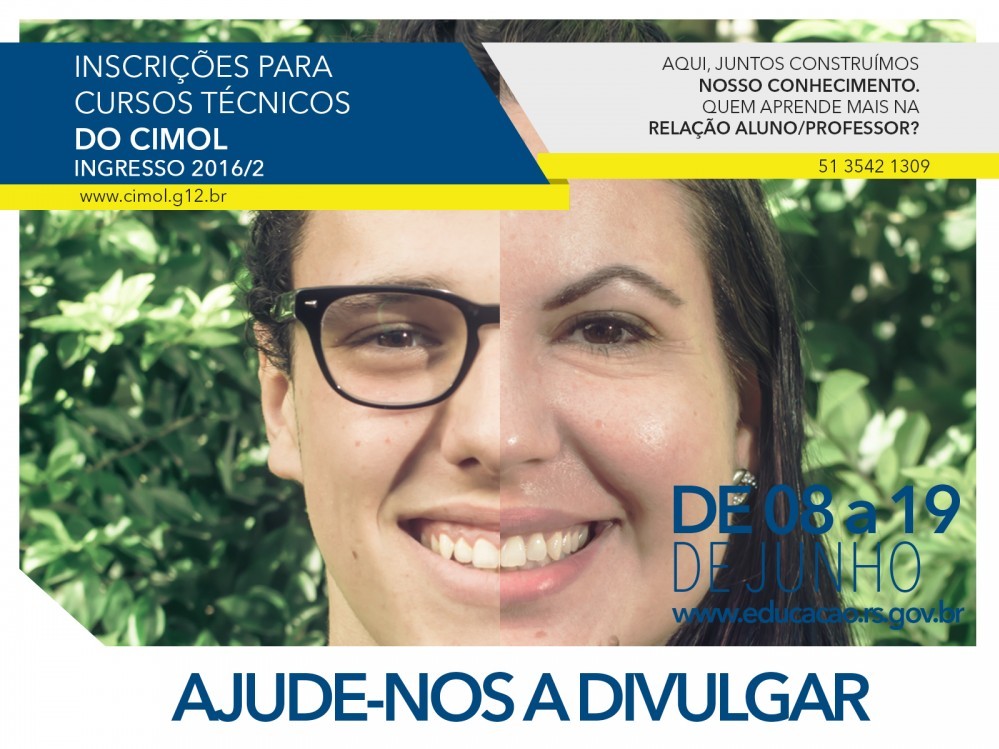 INSCRIÇÕES PARA
CURSOS TÉCNICOS
DO CIMOL
INGRESSO 2016/2
www.cimol.g12.br
AQUI, JUNTOS CONSTRUÍMOS
NOSSO CONHECIMENTO.
QUEM APRENDE MAIS NA
RELAÇÃO ALUNO/PROFESSOR?
51 3542 1309
DE 08 a 19
DE JUNHO
www.educacao.rs.gov.br
AJUDE-NOS A DIVULGAR